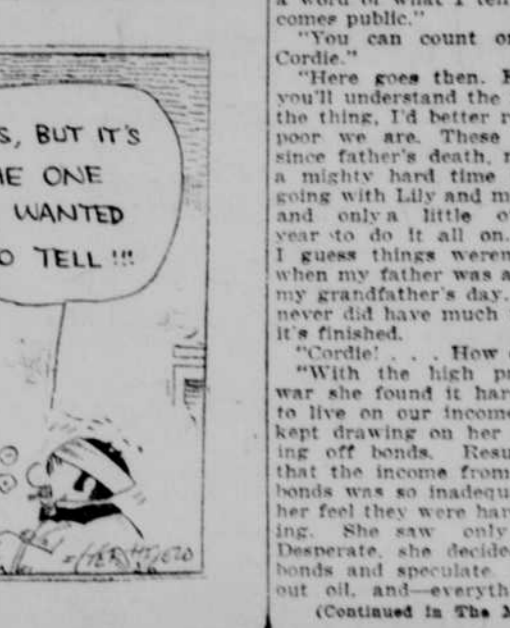 S, BUT IT'S
E ONE
WANTED
O TELL!!!
a word of what I tell
comes public."
"You can count o
Cordie."
"Here goes then.
you'll understand the
the thing, I'd better r
poor we are. These
since father's death,
a mighty hard time
going with Lily and m
and only a little o
year to do it all on.
I guess things weren
when my father was a
my grandfather's day.
never did have much
it's finished.
"Cordie! . . . How
"With the high p
war she found it har
to live on our income
kept drawing on her
ing off bonds. Resu
that the income from
bonds was so inadequ
her feel they were har
ing. She saw only
Desperate, she decide
bonds and speculate.
out oil, and—everyth
(Continued in The